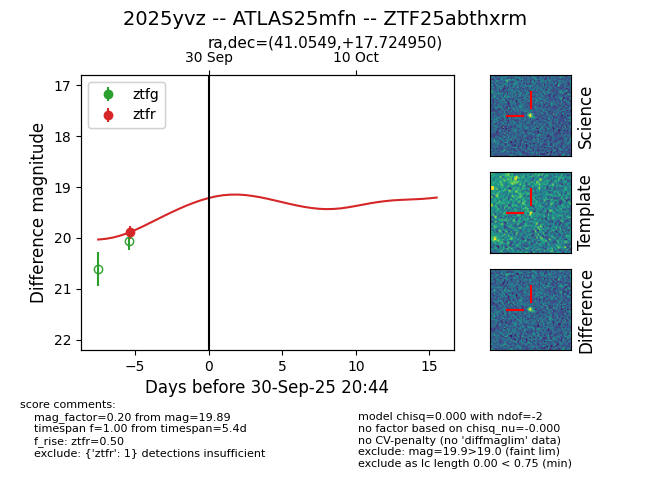 2025yvz -- ATLAS25mfn -- ZTF25abthxrm
ra,dec=(41.0549,+17.724950)
30 Sep
10 Oct
ztfg
ztfr
17
18
19
20
21
22
Difference magnitude
−5
0
5
10
15
Days before 30-Sep-25 20:44
Science
Template
Difference
score comments:
mag_factor=0.20 from mag=19.89
timespan f=1.00 from timespan=5.4d
f_rise: ztfr=0.50
exclude: {'ztfr': 1} detections insufficient
model chisq=0.000 with ndof=-2
no factor based on chisq_nu=-0.000
no CV-penalty (no 'diffmaglim' data)
exclude: mag=19.9>19.0 (faint lim)
exclude as lc length 0.00 < 0.75 (min)